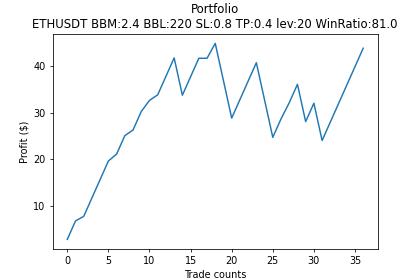 Portfolio
ETHUSDT BBM:2.4 BBL:220 SL:0.8 TP:0.4 lev:20 WinRatio:81.0
Profit ($)
40
30
20
10
0 5 10 15 20 25 30 35
Trade counts